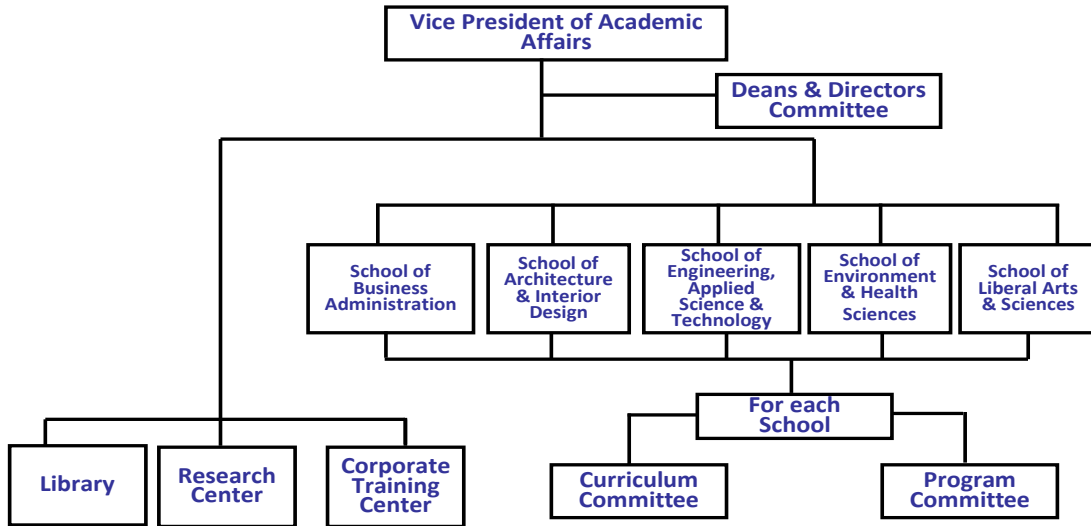 Vice President of Academic
Affairs
Deans & Directors
Committee
School of
Business
Administration
School of
Architecture
& Interior
Design
School of
Engineering,
Applied
Science &
Technology
School of
Environment
& Health
Sciences
School of
Liberal Arts
& Sciences
For each
School
Library
Research
Center
Corporate
Training
Center
Curriculum
Committee
Program
Committee